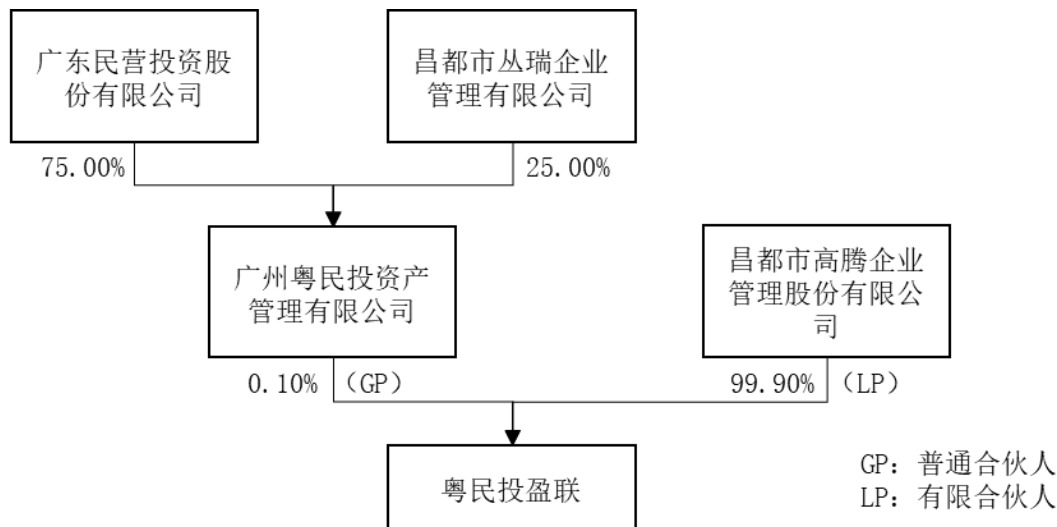 广东民营投资股
份有限公司
昌都市丛瑞企业
管理有限公司
75.00%
25.00%
广州粤民投资产
管理有限公司
昌都市高腾企业
管理股份有限公
司
0.10%（GP）
99.90%（LP）
粤民投盈联
GP：普通合伙人
LP：有限合伙人